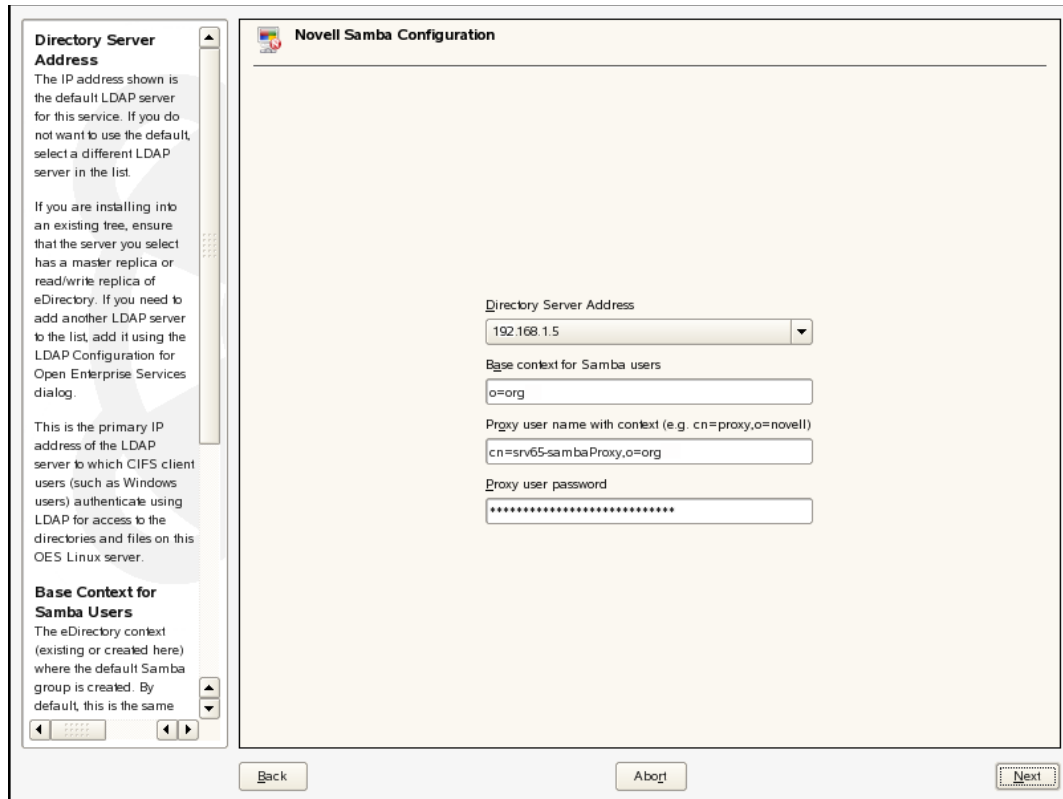 Directory Server
Address
The IP address shown is
the default LDAP server
for this service. If you do
not want to use the default,
select a different LDAP
server in the list.
If you are installing into
an existing tree, ensure
that the server you select
has a master replica or
read/write replica of
eDirectory. If you need to
add another LDAP server
to the list, add it using the
LDAP Configuration for
Open Enterprise Services
dialog.
This is the primary IP
address of the LDAP
server to which CIFS client
users (such as Windows
users) authenticate using
LDAP for access to the
directories and files on this
OES Linux server.
Base Context for
Samba Users
The eDirectory context
(existing or created here)
where the default Samba
group is created. By
default, this is the same
Novell Samba Configuration
Directory Server Address
192.168.1.5
Base context for Samba users
o=org
Proxy user name with context (e.g. cn=proxy,o=novell)
cn=srv65-sambaProxy,o=org
Proxy user password
****************************
Back
Abort
Next